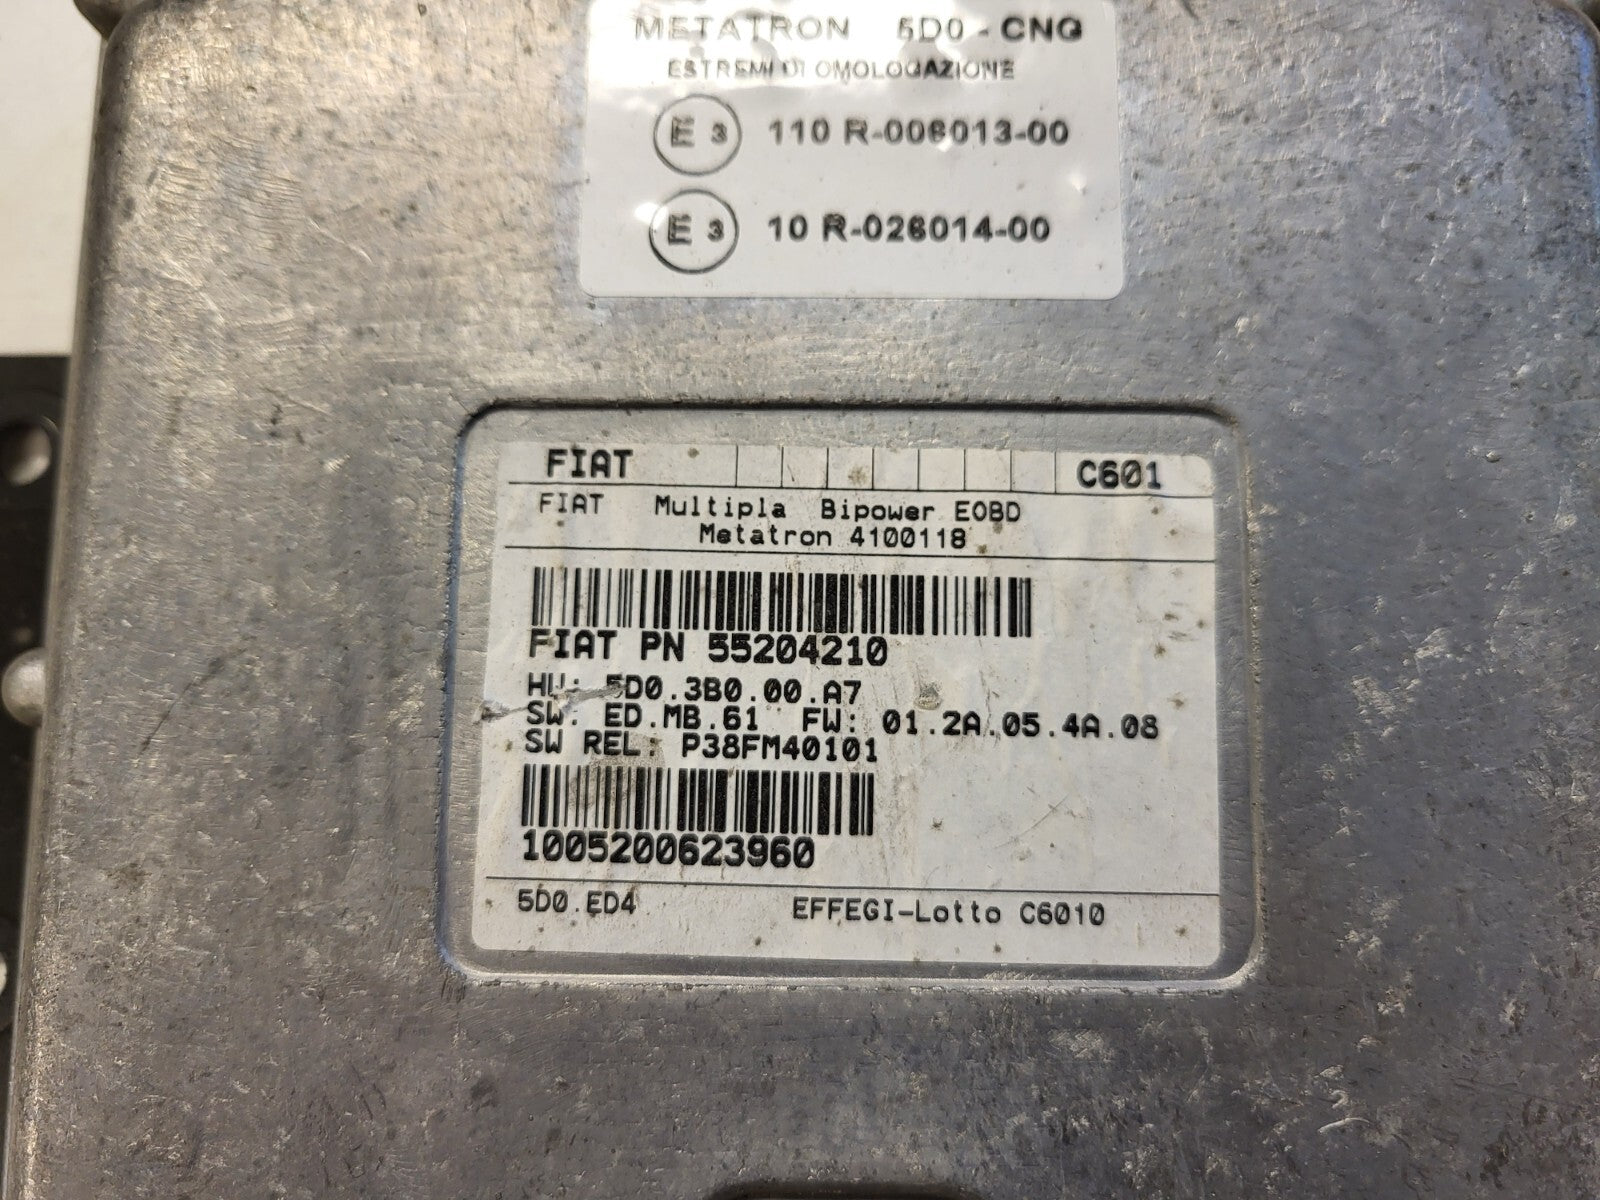 METATRON 5D0 - CNG
ESTREMI DI OMOLOGAZIONE
E 3 110 R-006013-00
E 3 10 R-026014-00
FIAT C601
FIAT Multipla Bipower EOBD
Metatron 4100118
FIAT PN 55204210
HW: 5D0.3B0.00.A7
SW: ED.MB.61 FW: 01.2A.05.4A.08
SW REL: P38FM40101
1005200623960
5D0.ED4 EFFEGI-Lotto C6010